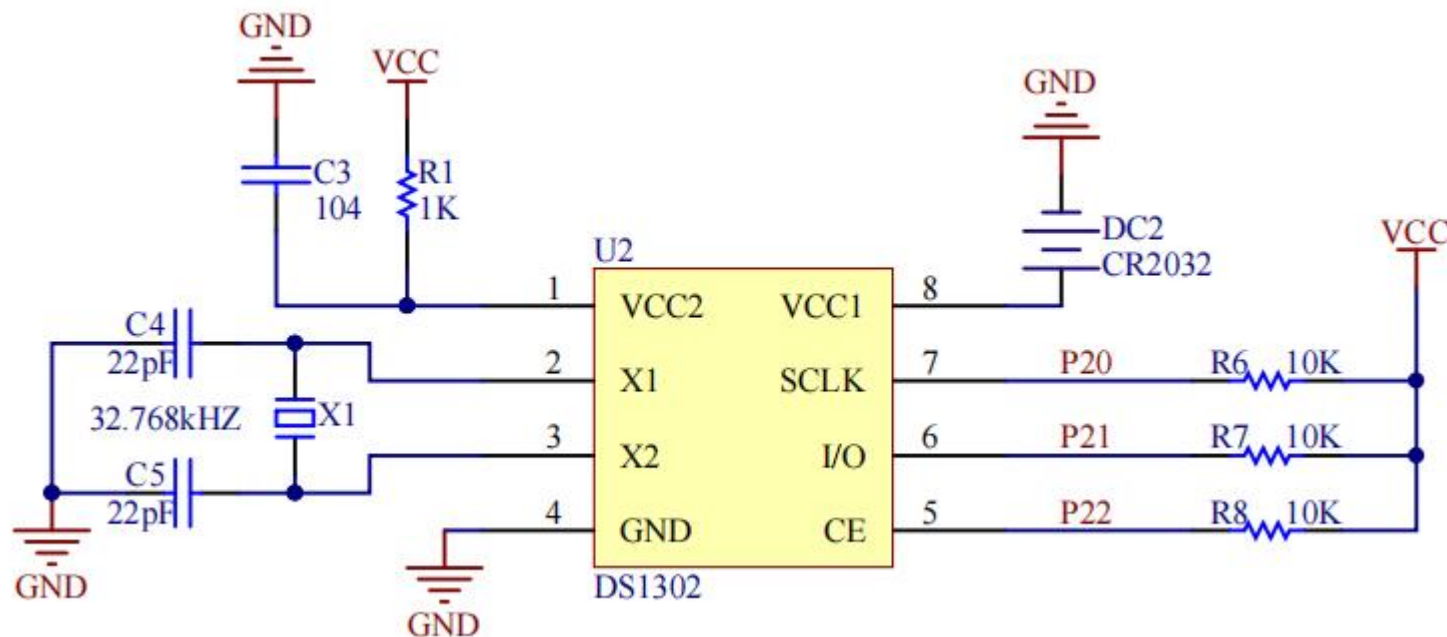 GND
VCC
C3
104
R1
1K
GND
DC2
CR2032
VCC
U2
1
VCC2
VCC1
8
C4
22pF
2
X1
SCLK
7
P20
R6
10K
32.768kHZ
X1
3
X2
I/O
6
P21
R7
10K
C5
22pF
4
GND
CE
5
P22
R8
10K
GND
GND
DS1302